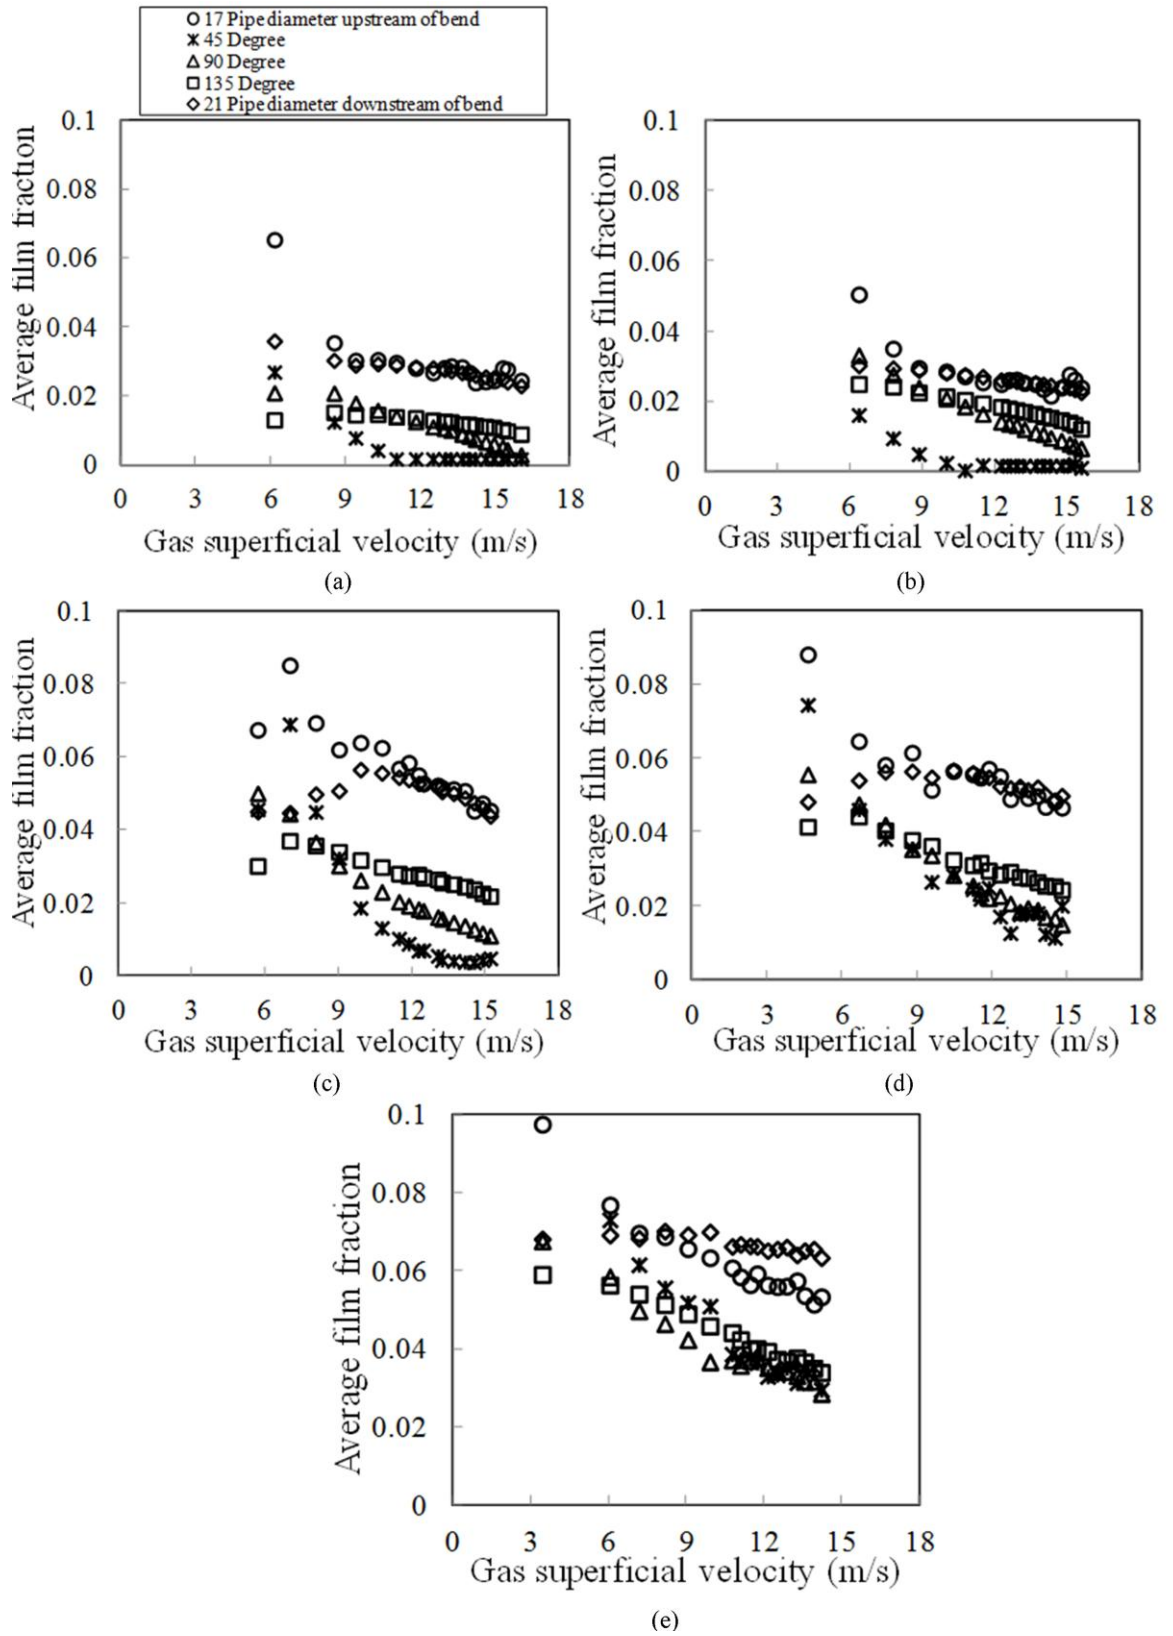 17 Pipe diameter upstream of bend
45 Degree
90 Degree
135 Degree
21 Pipe diameter downstream of bend
Average film fraction
0.1
0.08
0.06
0.04
0.02
0
0 3 6 9 12 15 18
Gas superficial velocity (m/s)
(a)
Average film fraction
0.1
0.08
0.06
0.04
0.02
0
0 3 6 9 12 15 18
Gas superficial velocity (m/s)
(b)
Average film fraction
0.1
0.08
0.06
0.04
0.02
0
0 3 6 9 12 15 18
Gas superficial velocity (m/s)
(c)
Average film fraction
0.1
0.08
0.06
0.04
0.02
0
0 3 6 9 12 15 18
Gas superficial velocity (m/s)
(d)
Average film fraction
0.1
0.08
0.06
0.04
0.02
0
0 3 6 9 12 15 18
Gas superficial velocity (m/s)
(e)